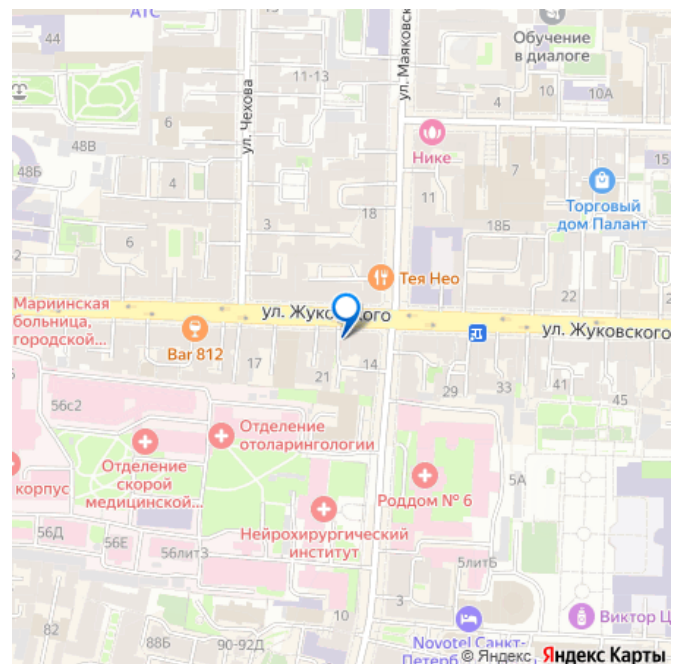 АТС
44
Обучение
в диалоге
11-13
ул. Маяковск
4
10
10А
ул. Чехова
6
48В
Нике
7
15
48Б
4
11
Торговый
дом Палант
3
18
18Б
6
Тея Нео
22
Мариинская
больница,
городской...
ул. Жуковского
ул. Жуковского
Bar 812
17
14
21
29
33
41
45
56с2
Отделение
отоларингологии
Отделение
скорой
медицинской...
корпус
Роддом № 6
5А
Нейрохирургический
институт
56Д
56Е
56лит3
5литБ
10
3
Виктор Ц
82
88Б
90-92Д
Novotel Санкт-
Петерб
© Яндекс, Яндекс Карты